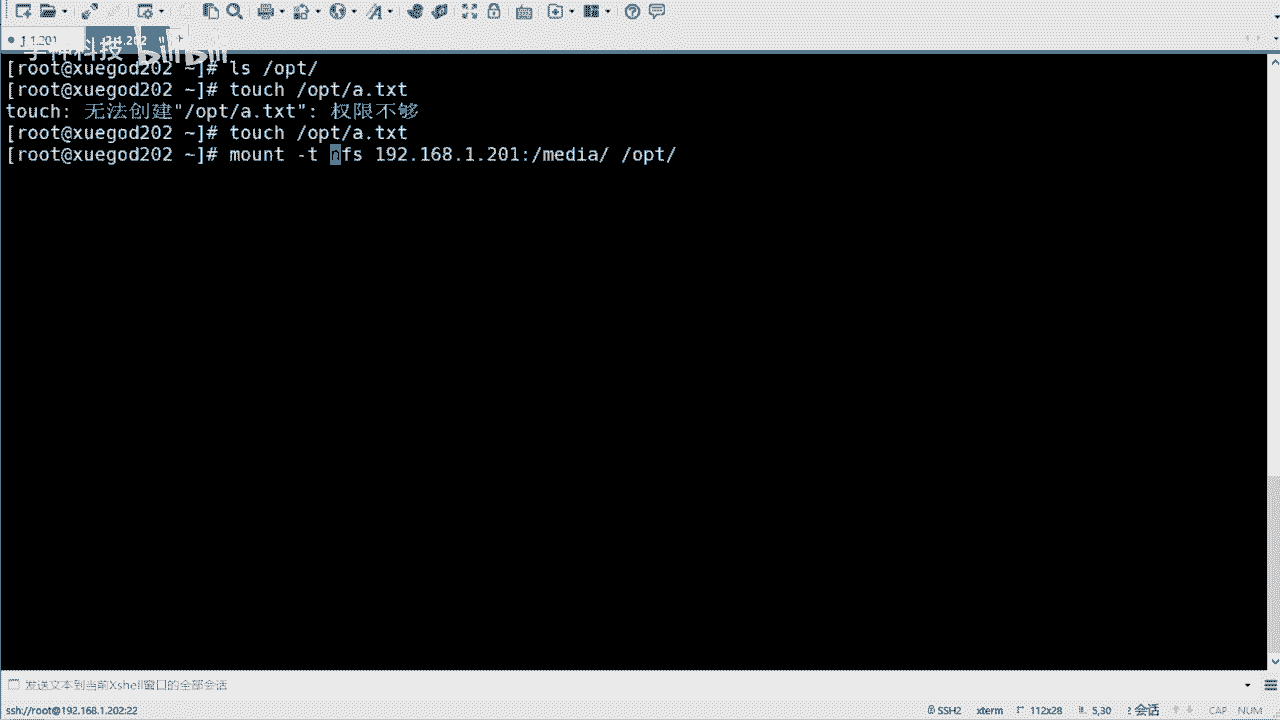 1 1.201
2 1.202
学神科技 bilibili
[root@xuegod202 ~]# ls /opt/
[root@xuegod202 ~]# touch /opt/a.txt
touch: 无法创建"/opt/a.txt": 权限不够
[root@xuegod202 ~]# touch /opt/a.txt
[root@xuegod202 ~]# mount -t nfs 192.168.1.201:/media/ /opt/
发送文本到当前Xshell窗口的全部会话
ssh://root@192.168.1.202:22
SSH2 xterm 112x28 5,30 2 会话 CAP NUM